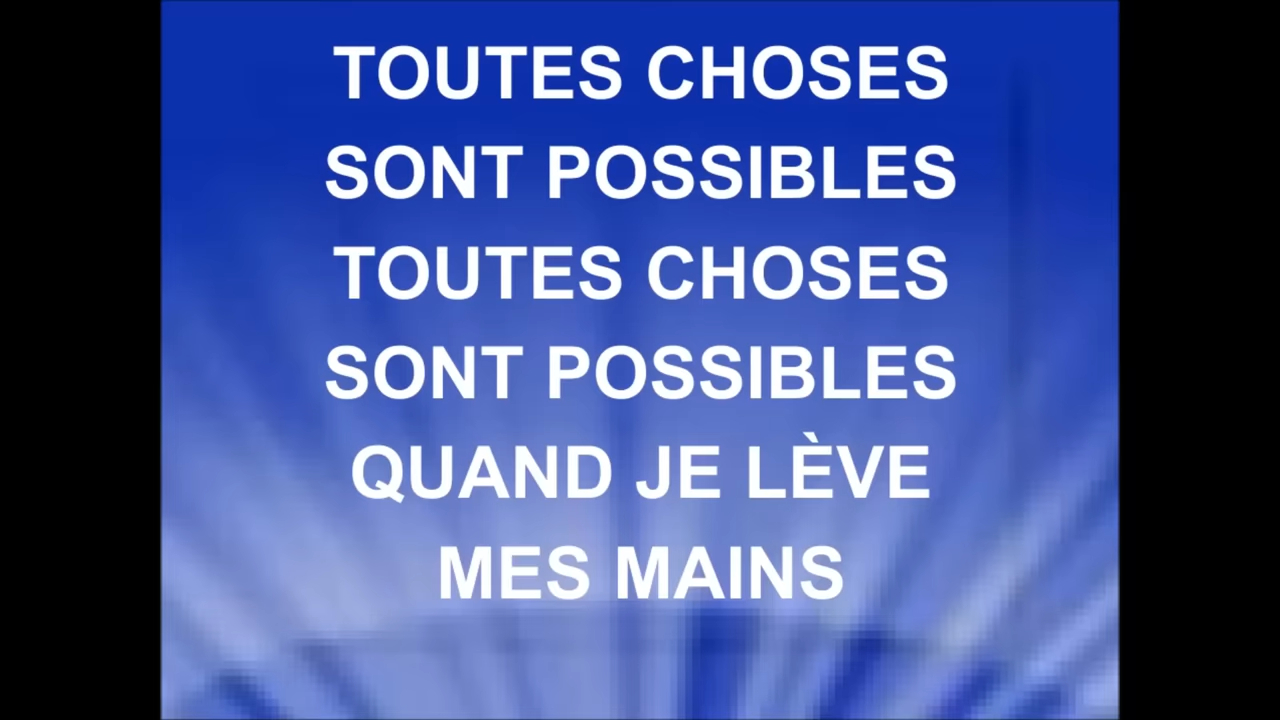 TOUTES CHOSES
SONT POSSIBLES
TOUTES CHOSES
SONT POSSIBLES
QUAND JE LÈVE
MES MAINS